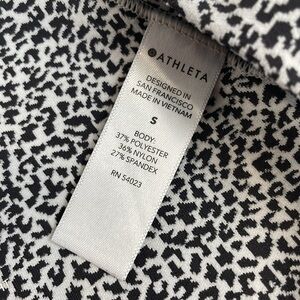 ATHLETA
DESIGNED IN
SAN FRANCISCO
MADE IN VIETNAM
S
BODY:
37% POLYESTER
36% NYLON
27% SPANDEX
RN 54023